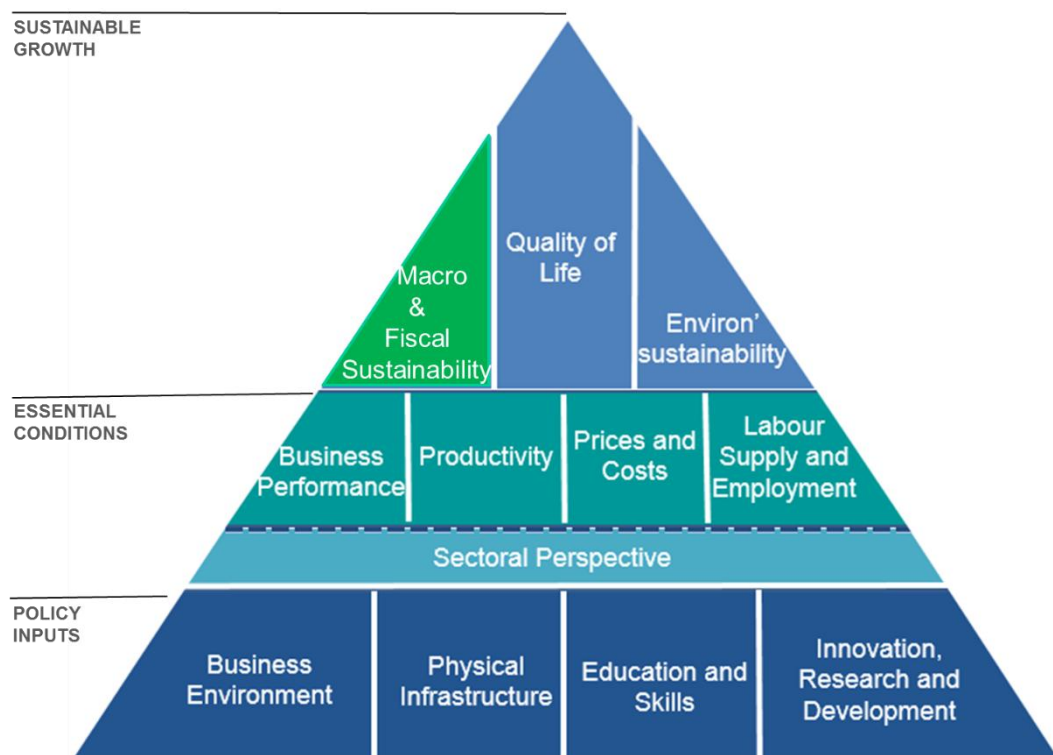 SUSTAINABLE
GROWTH
Quality of
Life
Macro
&
Fiscal
Sustainability
Environ’
sustainability
ESSENTIAL
CONDITIONS
Business
Performance
Productivity
Prices and
Costs
Labour
Supply and
Employment
Sectoral Perspective
POLICY
INPUTS
Business
Environment
Physical
Infrastructure
Education and
Skills
Innovation,
Research and
Development